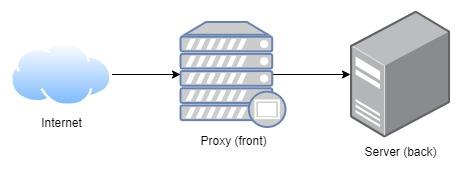 Internet
Proxy (front)
Server (back)